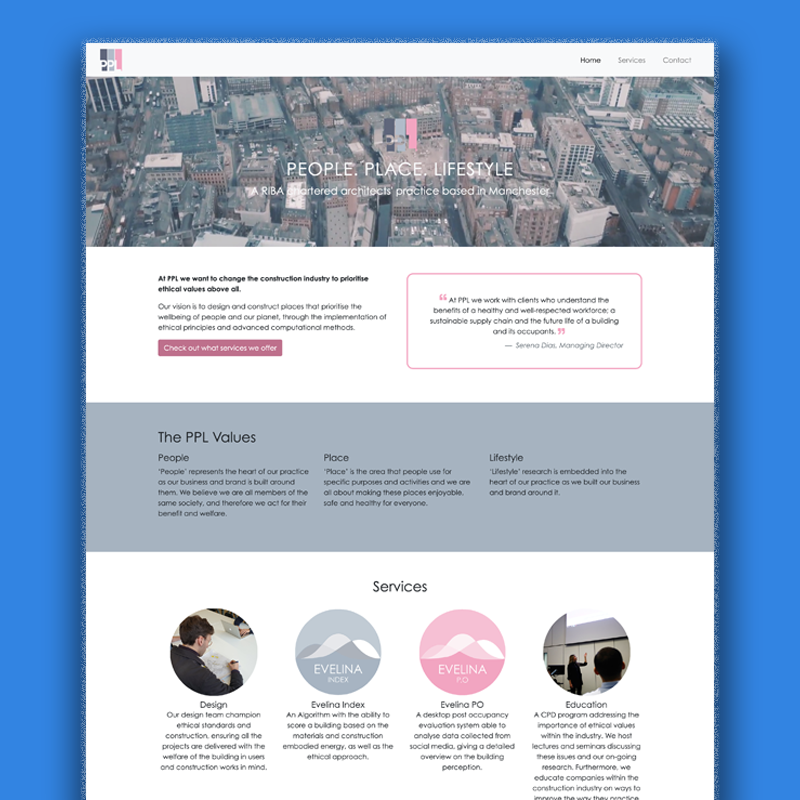 PPL
Home Services Contact
PEOPLE. PLACE. LIFESTYLE
A RIBA chartered architects' practice based in Manchester
At PPL we want to change the construction industry to prioritise
ethical values above all.
Our vision is to design and construct places that prioritise the
wellbeing of people and our planet, through the implementation of
ethical principles and advanced computational methods.
Check out what services we offer
“ At PPL we work with clients who understand the
benefits of a healthy and well-respected workforce; a
sustainable supply chain and the future life of a building
and its occupants. ”
— Serena Dias, Managing Director
The PPL Values
People
‘People’ represents the heart of our practice
as our business and brand is built around
them. We believe we are all members of the
same society, and therefore we act for their
benefit and welfare.
Place
‘Place’ is the area that people use for
specific purposes and activities and we are
all about making these places enjoyable,
safe and healthy for everyone.
Lifestyle
‘Lifestyle’ research is embedded into the
heart of our practice as we built our business
and brand around it.
Services
Design
Our design team champion
ethical standards and
construction, ensuring all the
projects are delivered with the
welfare of the building in users
and construction works in mind.
EVELINA
INDEX
Evelina Index
An Algorithm with the ability to
score a building based on the
materials and construction
embodied energy, as well as the
ethical approach.
EVELINA
P.O
Evelina PO
A desktop post occupancy
evaluation system able to
analyse data collected from
social media, giving a detailed
overview on the building
perception.
Education
A CPD program addressing the
importance of ethical values
within the industry. We host
lectures and seminars discussing
these issues and our on-going
research. Furthermore, we
educate companies within the
construction industry on ways to
improve the way they practice